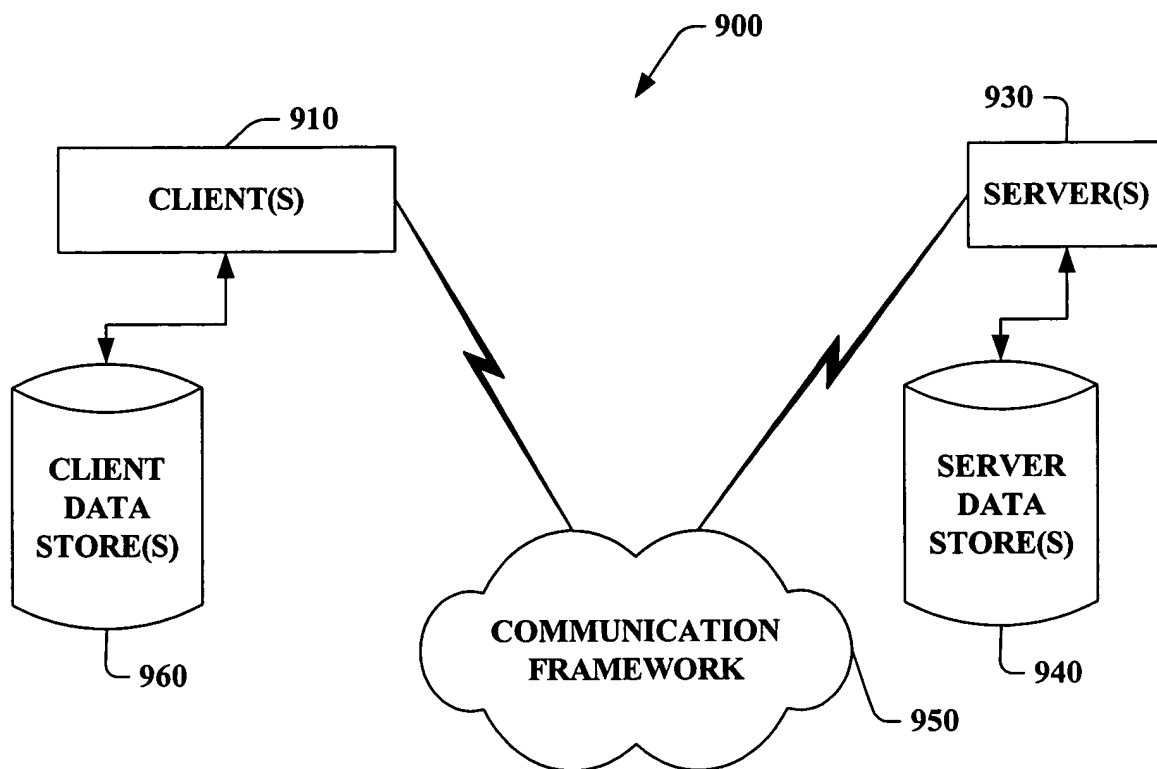 900
910
930
CLIENT(S)
SERVER(S)
CLIENT
DATA
STORE(S)
SERVER
DATA
STORE(S)
COMMUNICATION
FRAMEWORK
960
940
950